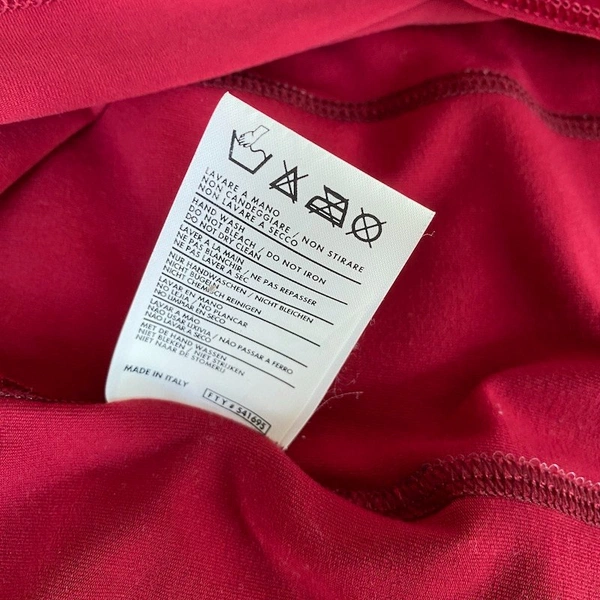 LAVARE A MANO
NON CANDEGGIARE / NON STIRARE
NON LAVARE A SECCO
HAND WASH
DO NOT BLEACH / DO NOT IRON
DO NOT DRY CLEAN
LAVER A LA MAIN
NE PAS BLANCHIR / NE PAS REPASSER
NE PAS LAVER A SEC
NUR HANDWASCHEN / NICHT BLEICHEN
NICHT BÜGELN
NICHT CHEMISCH REINIGEN
LAVAR A MANO
NO LEJIA / NO PLANCAR
NO LIMPIAR EN SECO
LAVAR A MÃO
NÃO USAR LIXIVIA / NÃO PASSAR A FERRO
NÃO LAVAR A SECO
MET DE HAND WASSEN
NIET BLEKEN / NIET STRIJKEN
NIET NAAR DE STOMERIJ
MADE IN ITALY
FTY # 541695